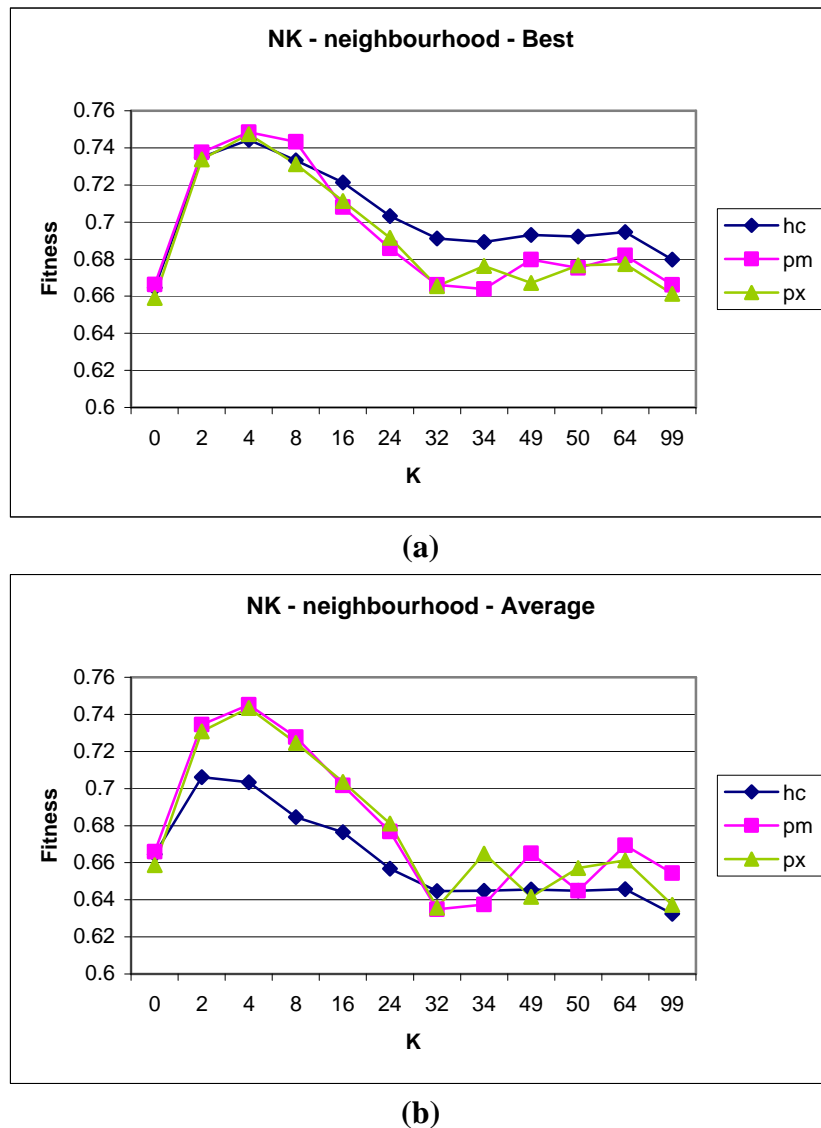 NK - neighbourhood - Best
0.76
0.74
0.72
0.7
0.68
0.66
0.64
0.62
0.6
Fitness
0 2 4 8 16 24 32 34 49 50 64 99
K
hc
pm
px
(a)
NK - neighbourhood - Average
0.76
0.74
0.72
0.7
0.68
0.66
0.64
0.62
0.6
Fitness
0 2 4 8 16 24 32 34 49 50 64 99
K
hc
pm
px
(b)